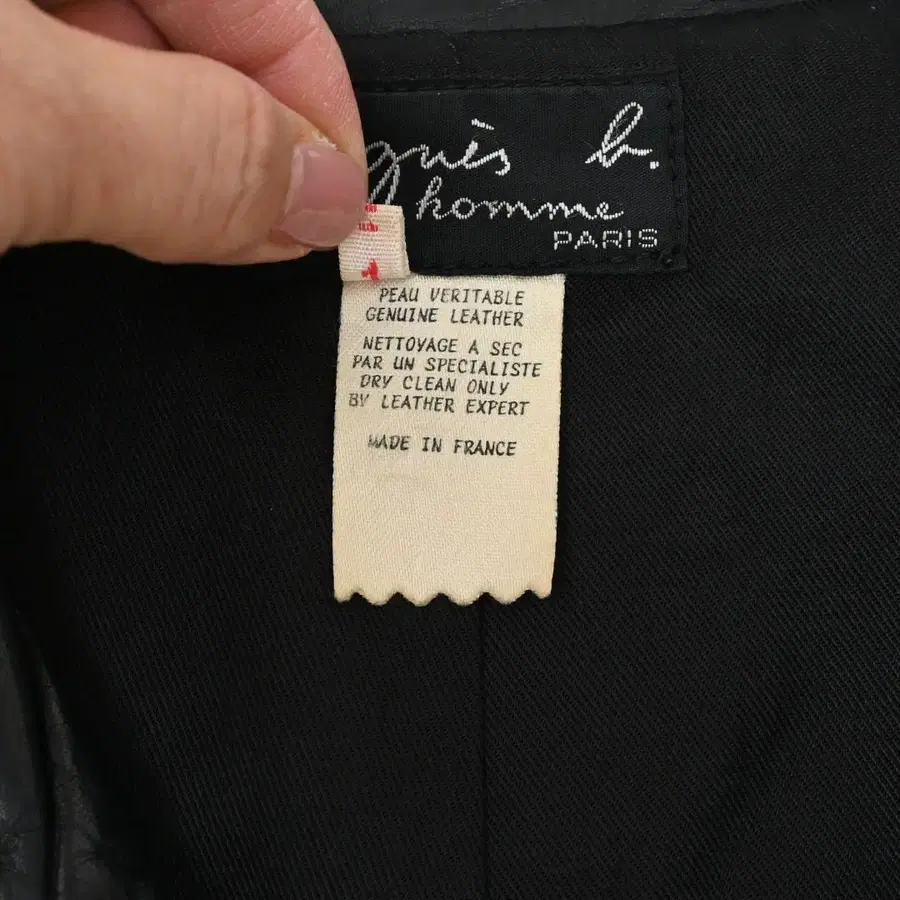 gnès b.
homme
PARIS
PEAU VERITABLE
GENUINE LEATHER
NETTOYAGE A SEC
PAR UN SPECIALISTE
DRY CLEAN ONLY
BY LEATHER EXPERT
MADE IN FRANCE